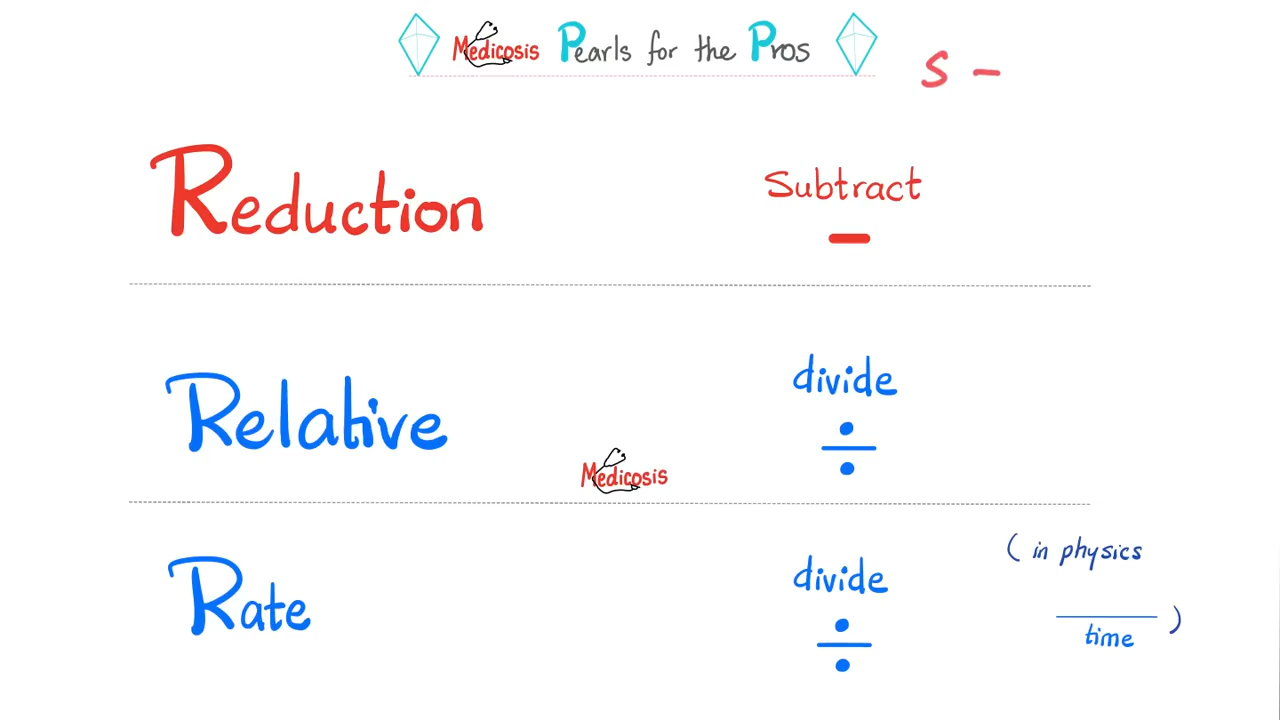 Medicosis Pearls for the Pros
S -
Reduction
Subtract
-
Relative
divide
÷
Medicosis
Rate
divide
÷
( in physics
time )